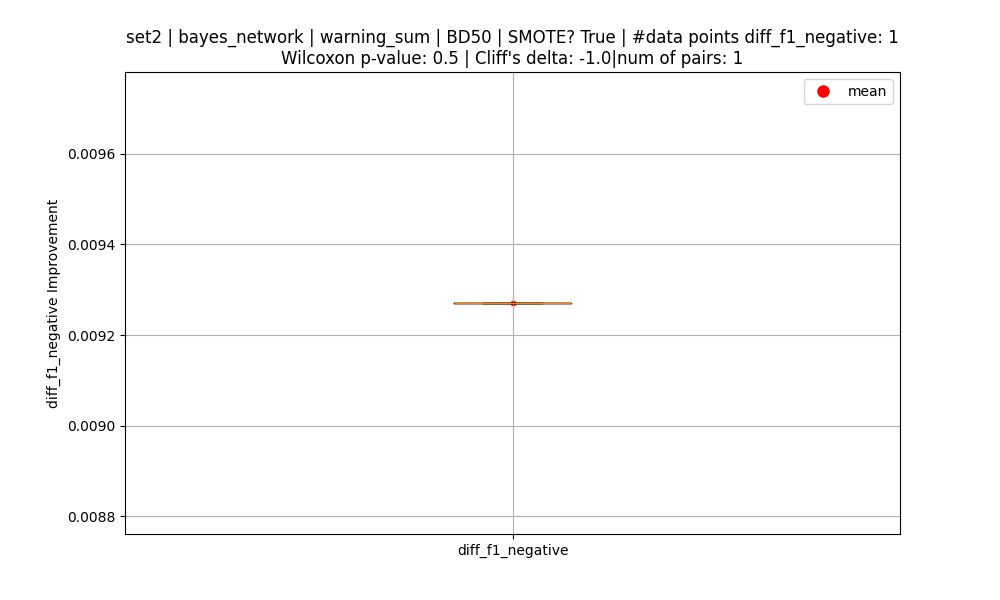 set2 | bayes_network | warning_sum | BD50 | SMOTE? True | #data points diff_f1_negative: 1
Wilcoxon p-value: 0.5 | Cliff's delta: -1.0|num of pairs: 1
mean
0.0096
0.0094
0.0092
0.0090
0.0088
diff_f1_negative Improvement
diff_f1_negative